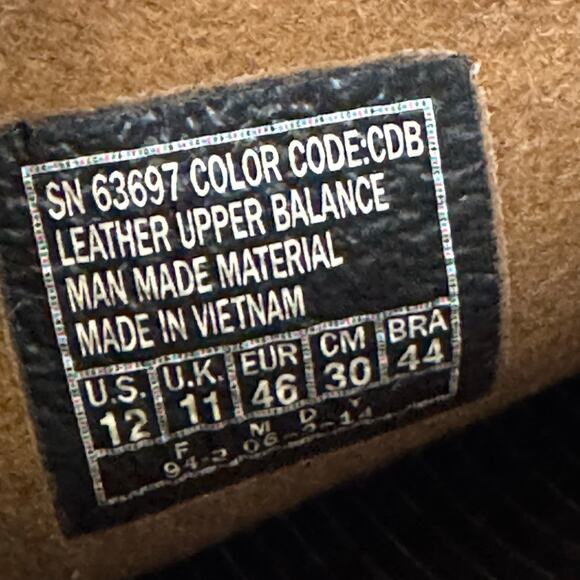 SN 63697 COLOR CODE:CDB
LEATHER UPPER BALANCE
MAN MADE MATERIAL
MADE IN VIETNAM
U.S. U.K. EUR CM BRA
12 11 46 30 44
F M D Y